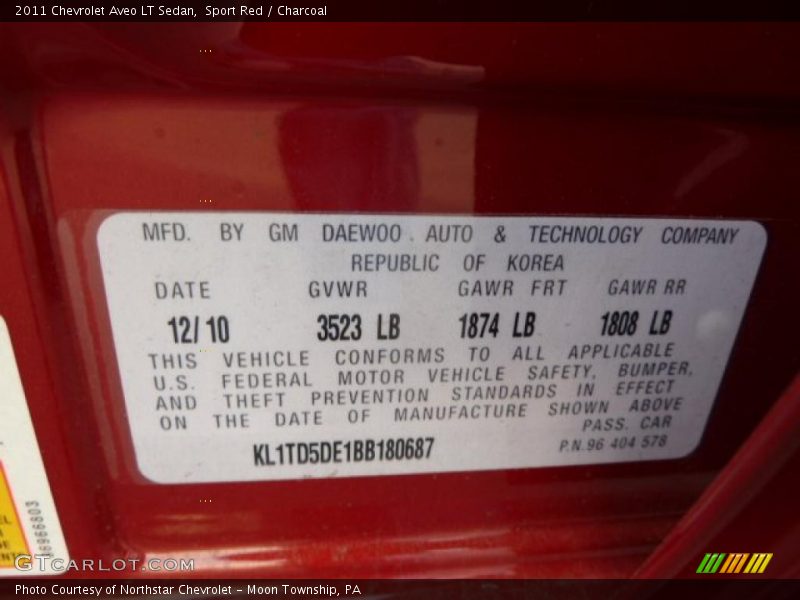 2011 Chevrolet Aveo LT Sedan, Sport Red / Charcoal
MFD. BY GM DAEWOO AUTO & TECHNOLOGY COMPANY
REPUBLIC OF KOREA
DATE GVWR GAWR FRT GAWR RR
12/10 3523 LB 1874 LB 1808 LB
THIS VEHICLE CONFORMS TO ALL APPLICABLE
U.S. FEDERAL MOTOR VEHICLE SAFETY, BUMPER,
AND THEFT PREVENTION STANDARDS IN EFFECT
ON THE DATE OF MANUFACTURE SHOWN ABOVE
PASS. CAR
KL1TD5DE1BB180687 P.N.96 404 578
GTCARLOT.COM
Photo Courtesy of Northstar Chevrolet - Moon Township, PA